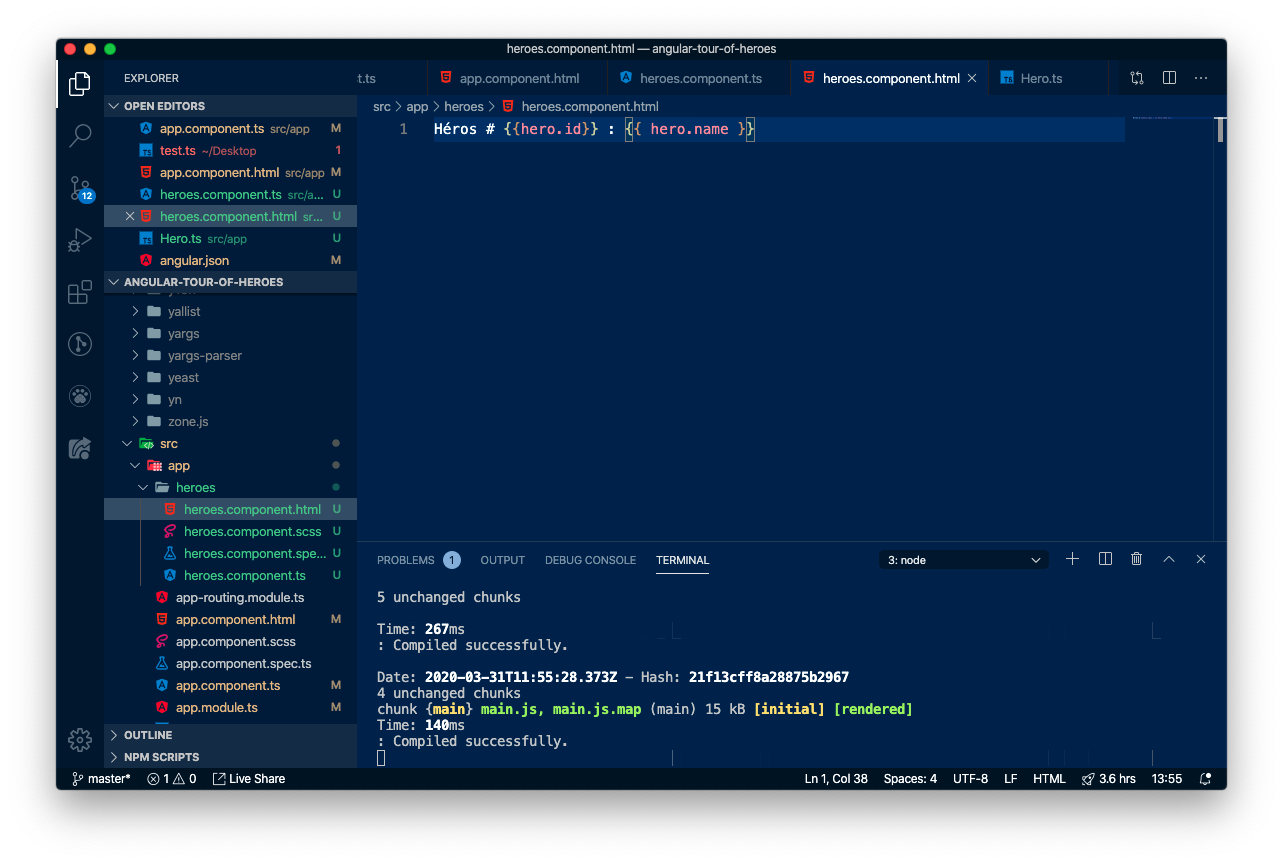 heroes.component.html — angular-tour-of-heroes
EXPLORER
t.ts
app.component.html
heroes.component.ts
heroes.component.html
Hero.ts
OPEN EDITORS
app.component.ts src/app M
test.ts ~/Desktop 1
app.component.html src/app M
heroes.component.ts src/a... U
heroes.component.html sr... U
Hero.ts src/app U
angular.json M
12
ANGULAR-TOUR-OF-HEROES
yallist
yargs
yargs-parser
yeast
yn
zone.js
src
app
heroes
heroes.component.html U
heroes.component.scss U
heroes.component.spe... U
heroes.component.ts U
app-routing.module.ts
app.component.html M
app.component.scss
app.component.spec.ts
app.component.ts M
app.module.ts M
OUTLINE
NPM SCRIPTS
src > app > heroes > heroes.component.html
1 Héros # {{hero.id}} : {{ hero.name }}
PROBLEMS 1 OUTPUT DEBUG CONSOLE TERMINAL 3: node
5 unchanged chunks
Time: 267ms
: Compiled successfully.
Date: 2020-03-31T11:55:28.373Z - Hash: 21f13cff8a28875b2967
4 unchanged chunks
chunk {main} main.js, main.js.map (main) 15 kB [initial] [rendered]
Time: 140ms
: Compiled successfully.
master* 1 0 Live Share Ln 1, Col 38 Spaces: 4 UTF-8 LF HTML 3.6 hrs 13:55